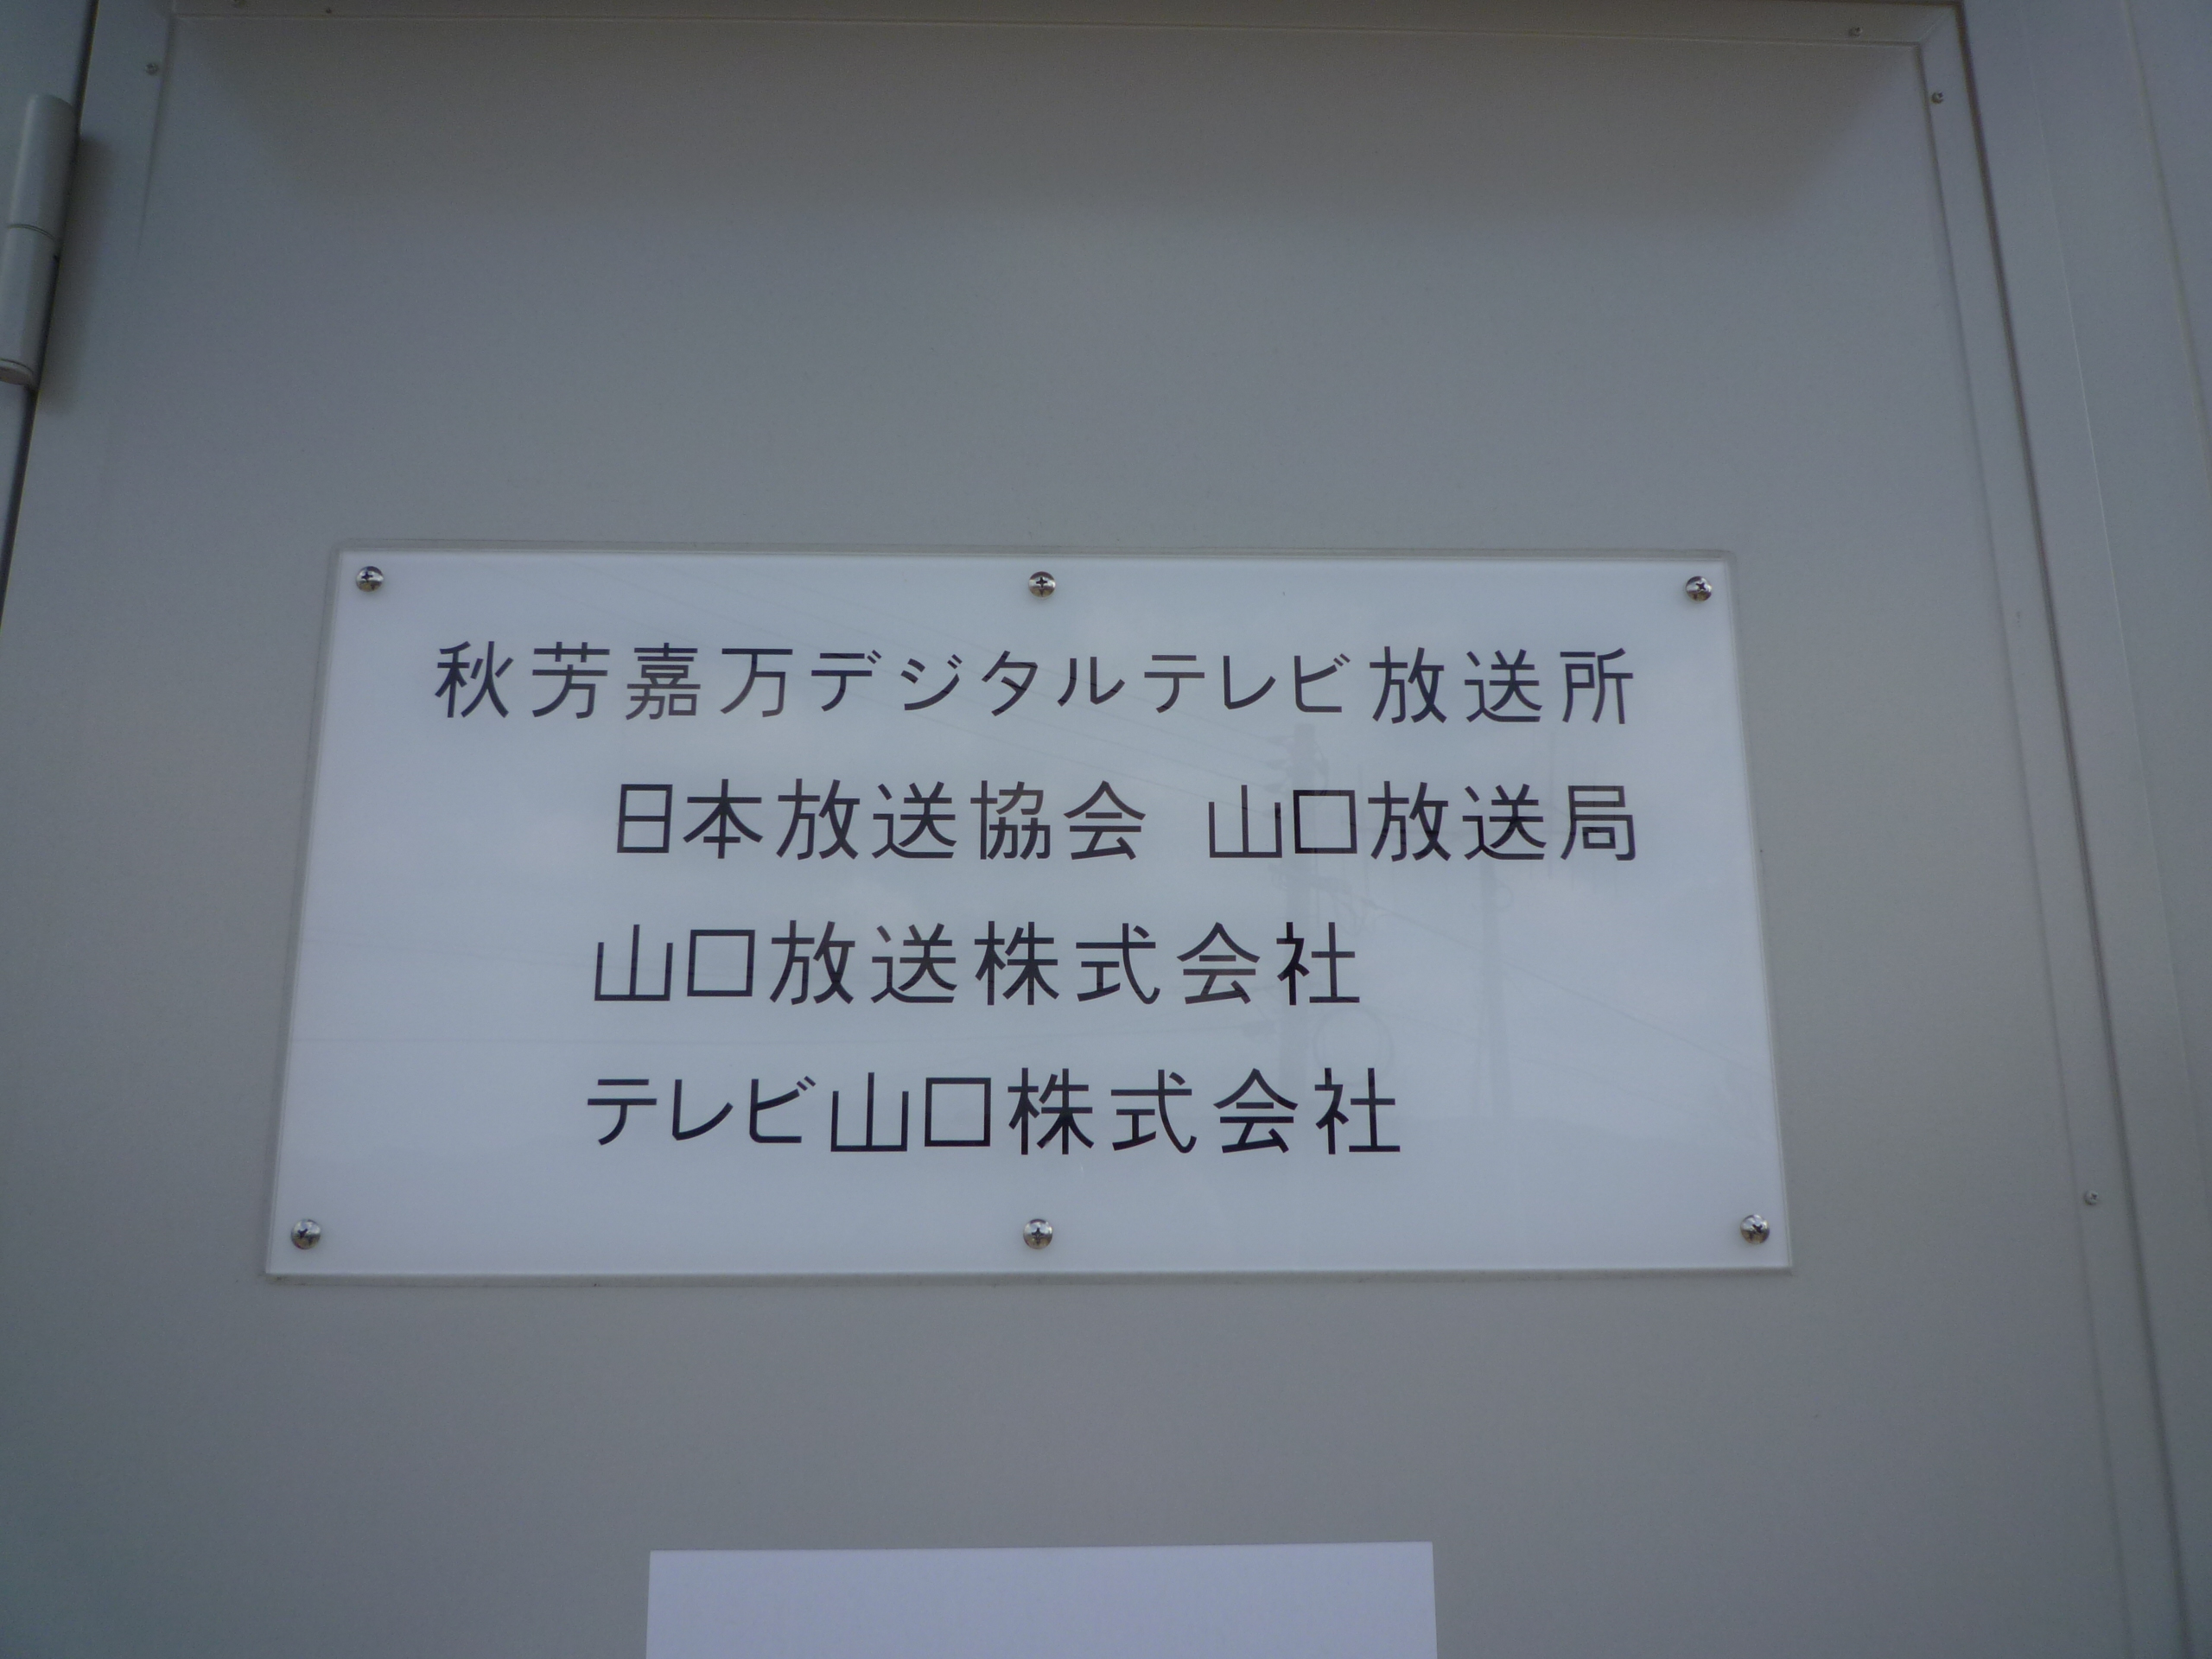 秋芳嘉万デジタルテレビ放送所
日本放送協会 山口放送局
山口放送株式会社
テレビ山口株式会社